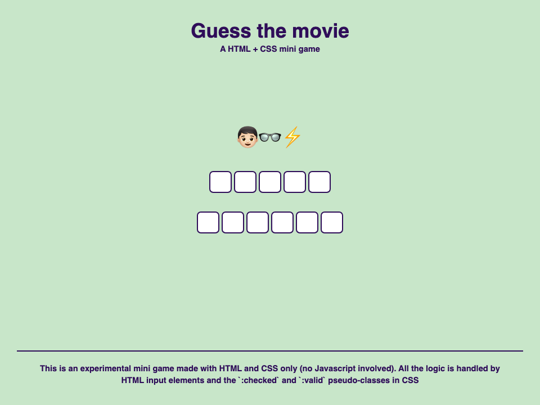 Guess the movie
A HTML + CSS mini game
This is an experimental mini game made with HTML and CSS only (no Javascript involved). All the logic is handled by
HTML input elements and the `:checked` and `:valid` pseudo-classes in CSS